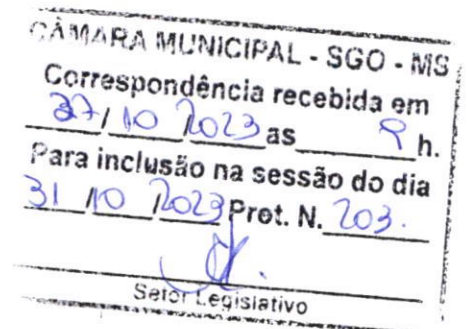 CÂMARA MUNICIPAL - SGO - MS
Correspondência recebida em
27/ 10 /2023 as 9 h.
Para inclusão na sessão do dia
31 /10 /2023 Prot. N. 203.
Setor Legislativo